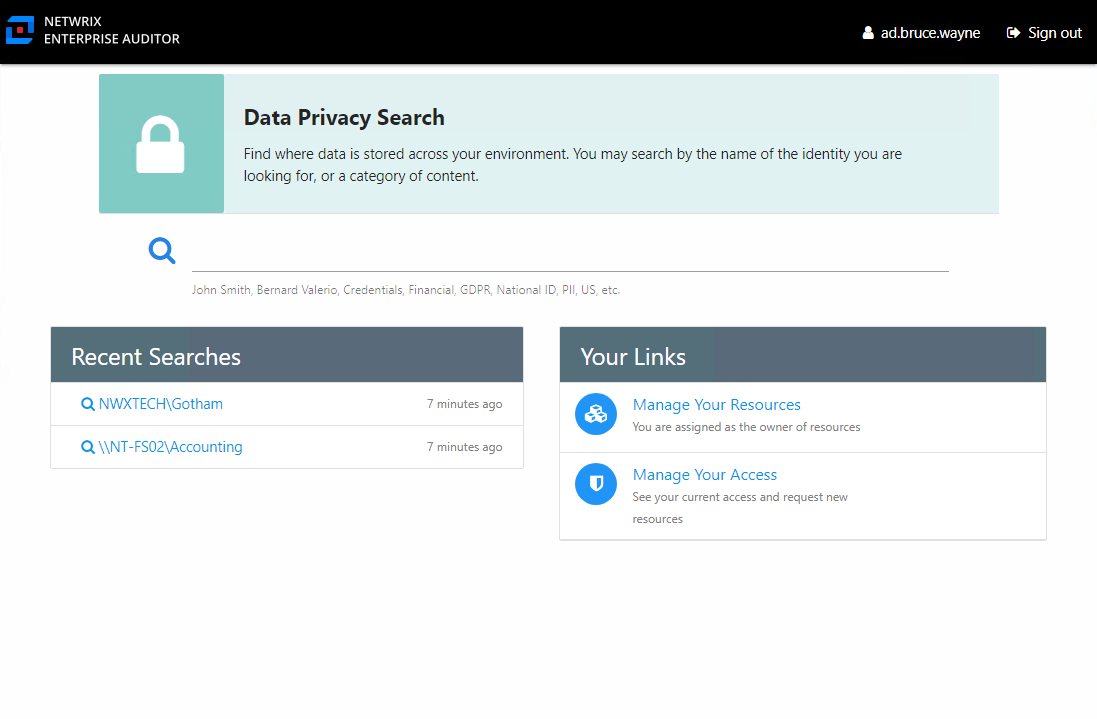 NETWRIX
ENTERPRISE AUDITOR
ad.bruce.wayne
Sign out
Data Privacy Search
Find where data is stored across your environment. You may search by the name of the identity you are
looking for, or a category of content.
John Smith, Bernard Valerio, Credentials, Financial, GDPR, National ID, PII, US, etc.
Recent Searches
NWXTECH\Gotham 7 minutes ago
\\NT-FS02\Accounting 7 minutes ago
Your Links
Manage Your Resources
You are assigned as the owner of resources
Manage Your Access
See your current access and request new
resources